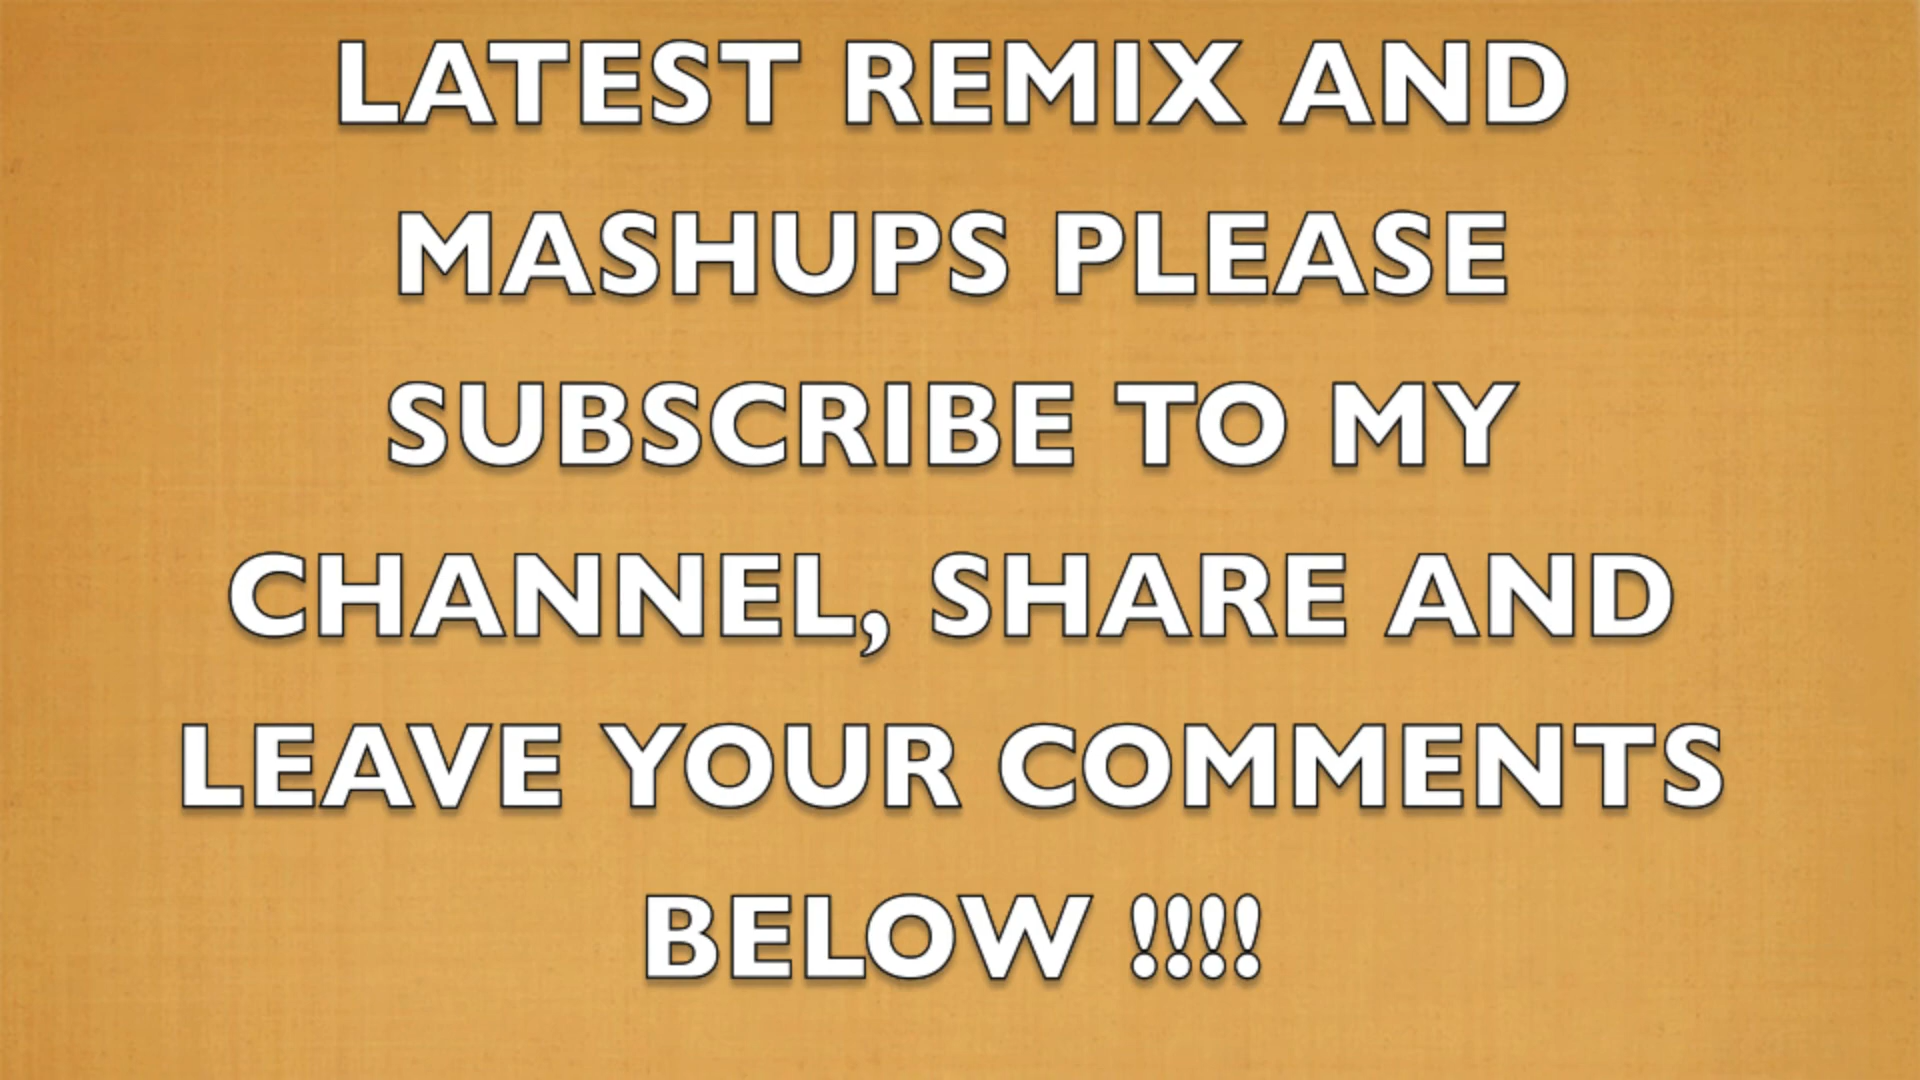 LATEST REMIX AND
MASHUPS PLEASE
SUBSCRIBE TO MY
CHANNEL, SHARE AND
LEAVE YOUR COMMENTS
BELOW !!!!